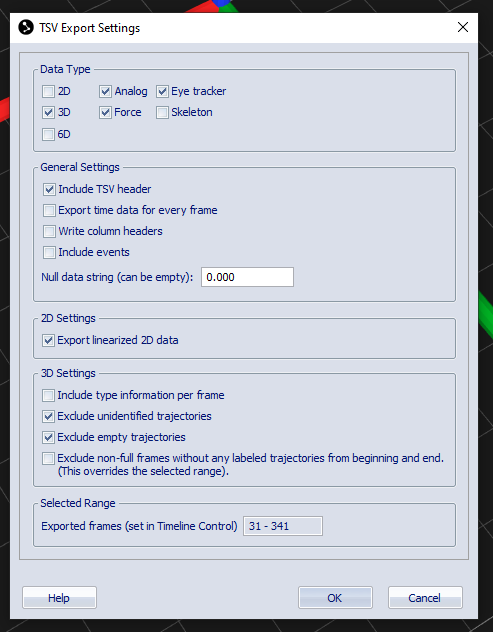 TSV Export Settings
Data Type
2D Analog Eye tracker
3D Force Skeleton
6D
General Settings
Include TSV header
Export time data for every frame
Write column headers
Include events
Null data string (can be empty): 0.000
2D Settings
Export linearized 2D data
3D Settings
Include type information per frame
Exclude unidentified trajectories
Exclude empty trajectories
Exclude non-full frames without any labeled trajectories from beginning and end.
(This overrides the selected range).
Selected Range
Exported frames (set in Timeline Control) 31 - 341
Help OK Cancel